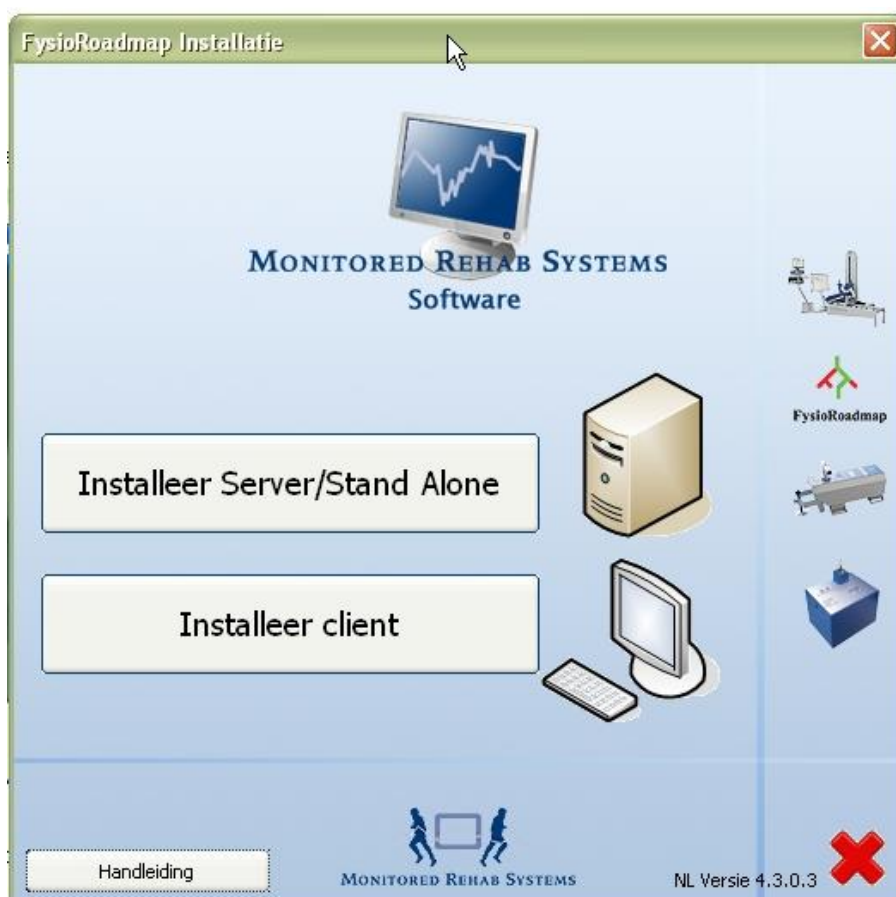 FysioRoadmap Installatie
MONITORED REHAB SYSTEMS
Software
FysioRoadmap
Installeer Server/Stand Alone
Installeer client
Handleiding
MONITORED REHAB SYSTEMS
NL Versie 4.3.0.3